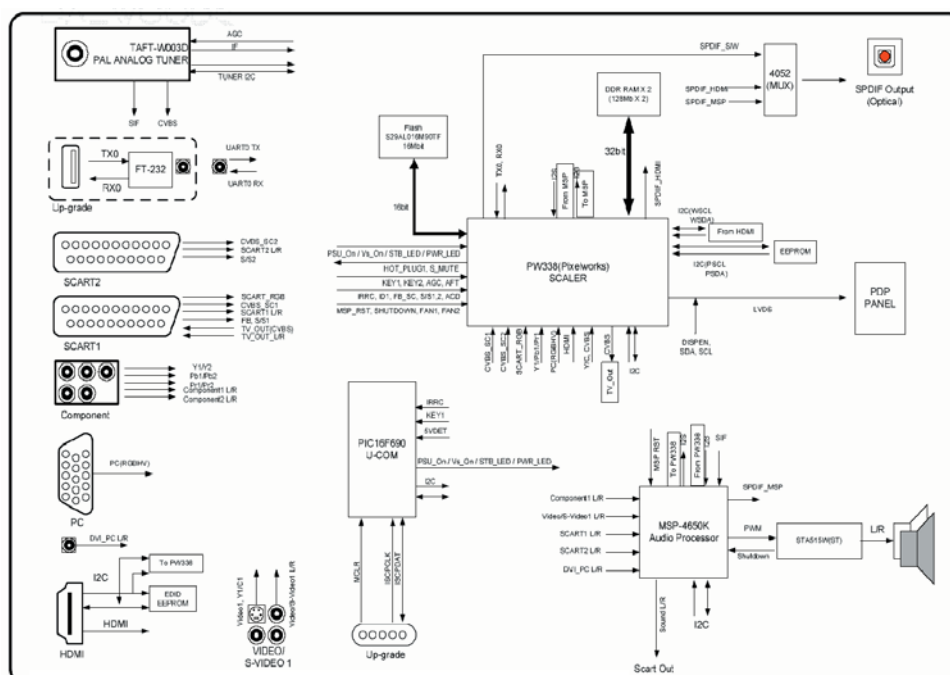 TAFT-W003D
PAL ANALOG TUNER
AGC
IF
TUNER I2C
SIF
CVBS
TX0
RX0
FT-232
UART0 TX
UART0 RX
Up-grade
CVBS_SC2
SCART2 L/R
S/S2
SCART2
SCART_RGB
CVBS_SC1
SCART1 L/R
FB, S/S1
TV_OUT(CVBS)
TV_OUT_L/R
SCART1
Y1/Y2
Pb1/Pb2
Pr1/Pr2
Component1 L/R
Component2 L/R
Component
PC(RGBHV)
PC
DVI_PC L/R
I2C
To PW338
EDID
EEPROM
HDMI
HDMI
Video1, Y1/C1
Video/S-Video1 L/R
VIDEO/
S-VIDEO 1
Flash
S29AL016M90TF
16Mbit
16bit
TX0, RX0
I2S
From MSP
I2S
To MSP
DDR RAM X 2
(128Mb X 2)
32bit
SPDIF_HDMI
SPDIF_S/W
SPDIF_HDMI
SPDIF_MSP
4052
(MUX)
SPDIF Output
(Optical)
PSU_On / Vs_On / STB_LED / PWR_LED
HOT_PLUG1, S_MUTE
KEY1, KEY2, AGC, AFT
IRRC, ID1, FB_SC, S/S1,2, ACD
MSP_RST, SHUTDOWN, FAN1, FAN2
PW338(Pixelworks)
SCALER
I2C(WSCL
WSDA)
From HDMI
EEPROM
I2C(PSCL
PSDA)
LVDS
PDP
PANEL
DISPEN,
SDA, SCL
CVBS_SC1
CVBS_SC2
SCART_RGB
Y1/Pb1/Pr1
PC(RGBHV)
HDMI
Y/C_CVBS
CVBS
TV_Out
I2C
PIC16F690
U-COM
IRRC
KEY1
5VDET
PSU_On / Vs_On / STB_LED / PWR_LED
I2C
MCLR
ISCPCLK
ISCPDAT
Up-grade
MSP RST
To PW338
I2S
From PW338
I2S
SIF
Component1 L/R
Video/S-Video1 L/R
SCART1 L/R
SCART2 L/R
DVI_PC L/R
MSP-4650K
Audio Processor
SPDIF_MSP
PWM
Shutdown
STA515W(ST)
L/R
Sound L/R
I2C
Scart Out